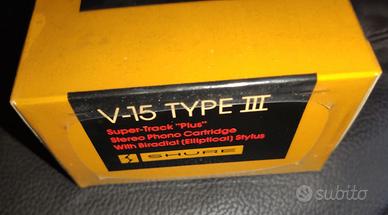 V-15 TYPE III
Super-Track "Plus"
Stereo Phono Cartridge
With Biradial (Elliptical) Stylus
SHURE
subito